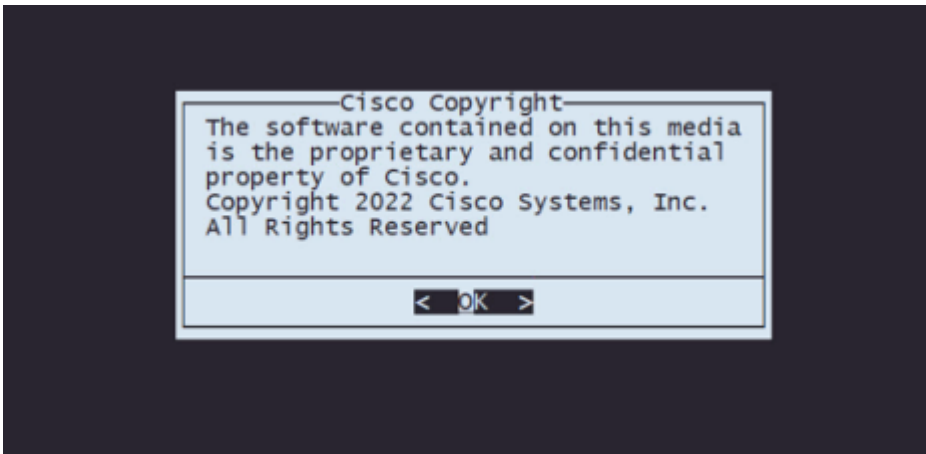 Cisco Copyright
The software contained on this media
is the proprietary and confidential
property of Cisco.
Copyright 2022 Cisco Systems, Inc.
All Rights Reserved
< OK >